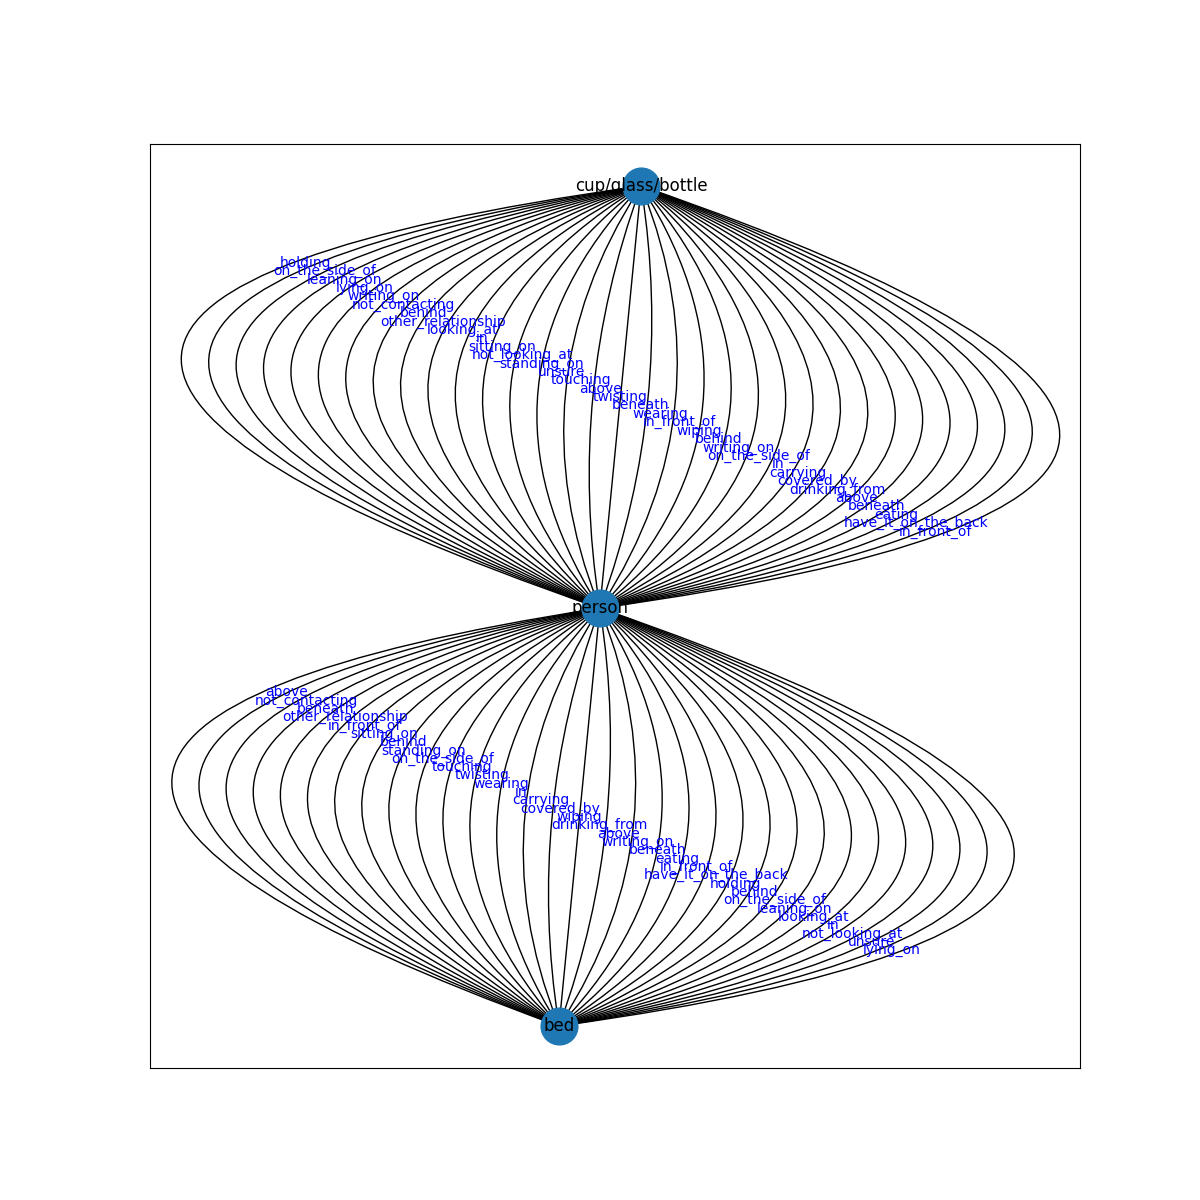 cup/glass/bottle
holding
on_the_side_of
leaning_on
lying_on
writing_on
not_contacting
behind
other_relationship
looking_at
in
sitting_on
not_looking_at
standing_on
unsure
touching
above
twisting
beneath
wearing
in_front_of
wiping
behind
writing_on
on_the_side_of
in
carrying
covered_by
drinking_from
above
beneath
eating
have_it_on_the_back
in_front_of
person
above
not_contacting
beneath
other_relationship
in_front_of
sitting_on
behind
standing_on
on_the_side_of
touching
twisting
wearing
in
carrying
covered_by
wiping
drinking_from
above
writing_on
beneath
eating
in_front_of
have_it_on_the_back
holding
behind
on_the_side_of
leaning_on
looking_at
in
not_looking_at
unsure
lying_on
bed